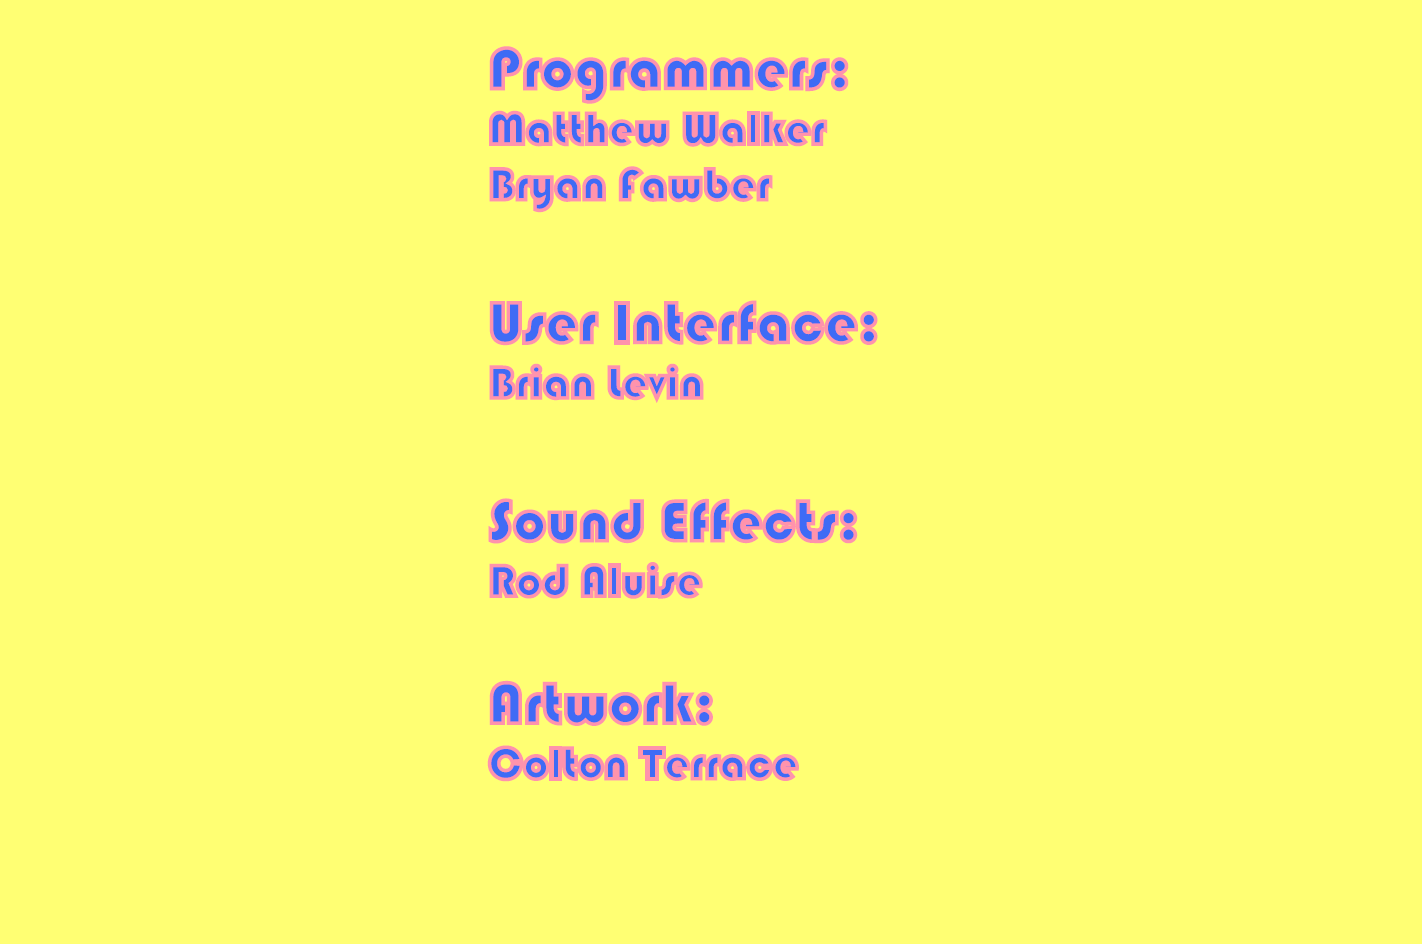 Programmers:
Matthew Walker
Bryan Fawber
User Interface:
Brian Levin
Sound Effects:
Rod Aluise
Artwork:
Colton Terrace